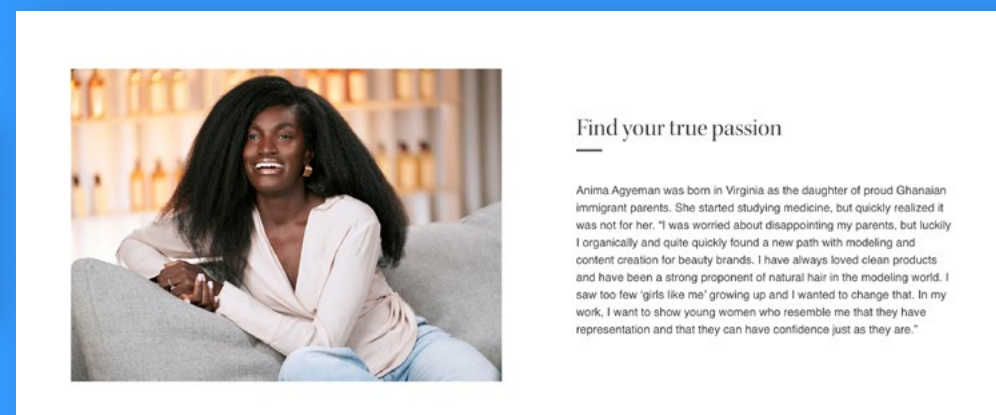 Find your true passion
Anima Agyeman was born in Virginia as the daughter of proud Ghanaian
immigrant parents. She started studying medicine, but quickly realized it
was not for her. “I was worried about disappointing my parents, but luckily
I organically and quite quickly found a new path with modeling and
content creation for beauty brands. I have always loved clean products
and have been a strong proponent of natural hair in the modeling world. I
saw too few ‘girls like me’ growing up and I wanted to change that. In my
work, I want to show young women who resemble me that they have
representation and that they can have confidence just as they are.”